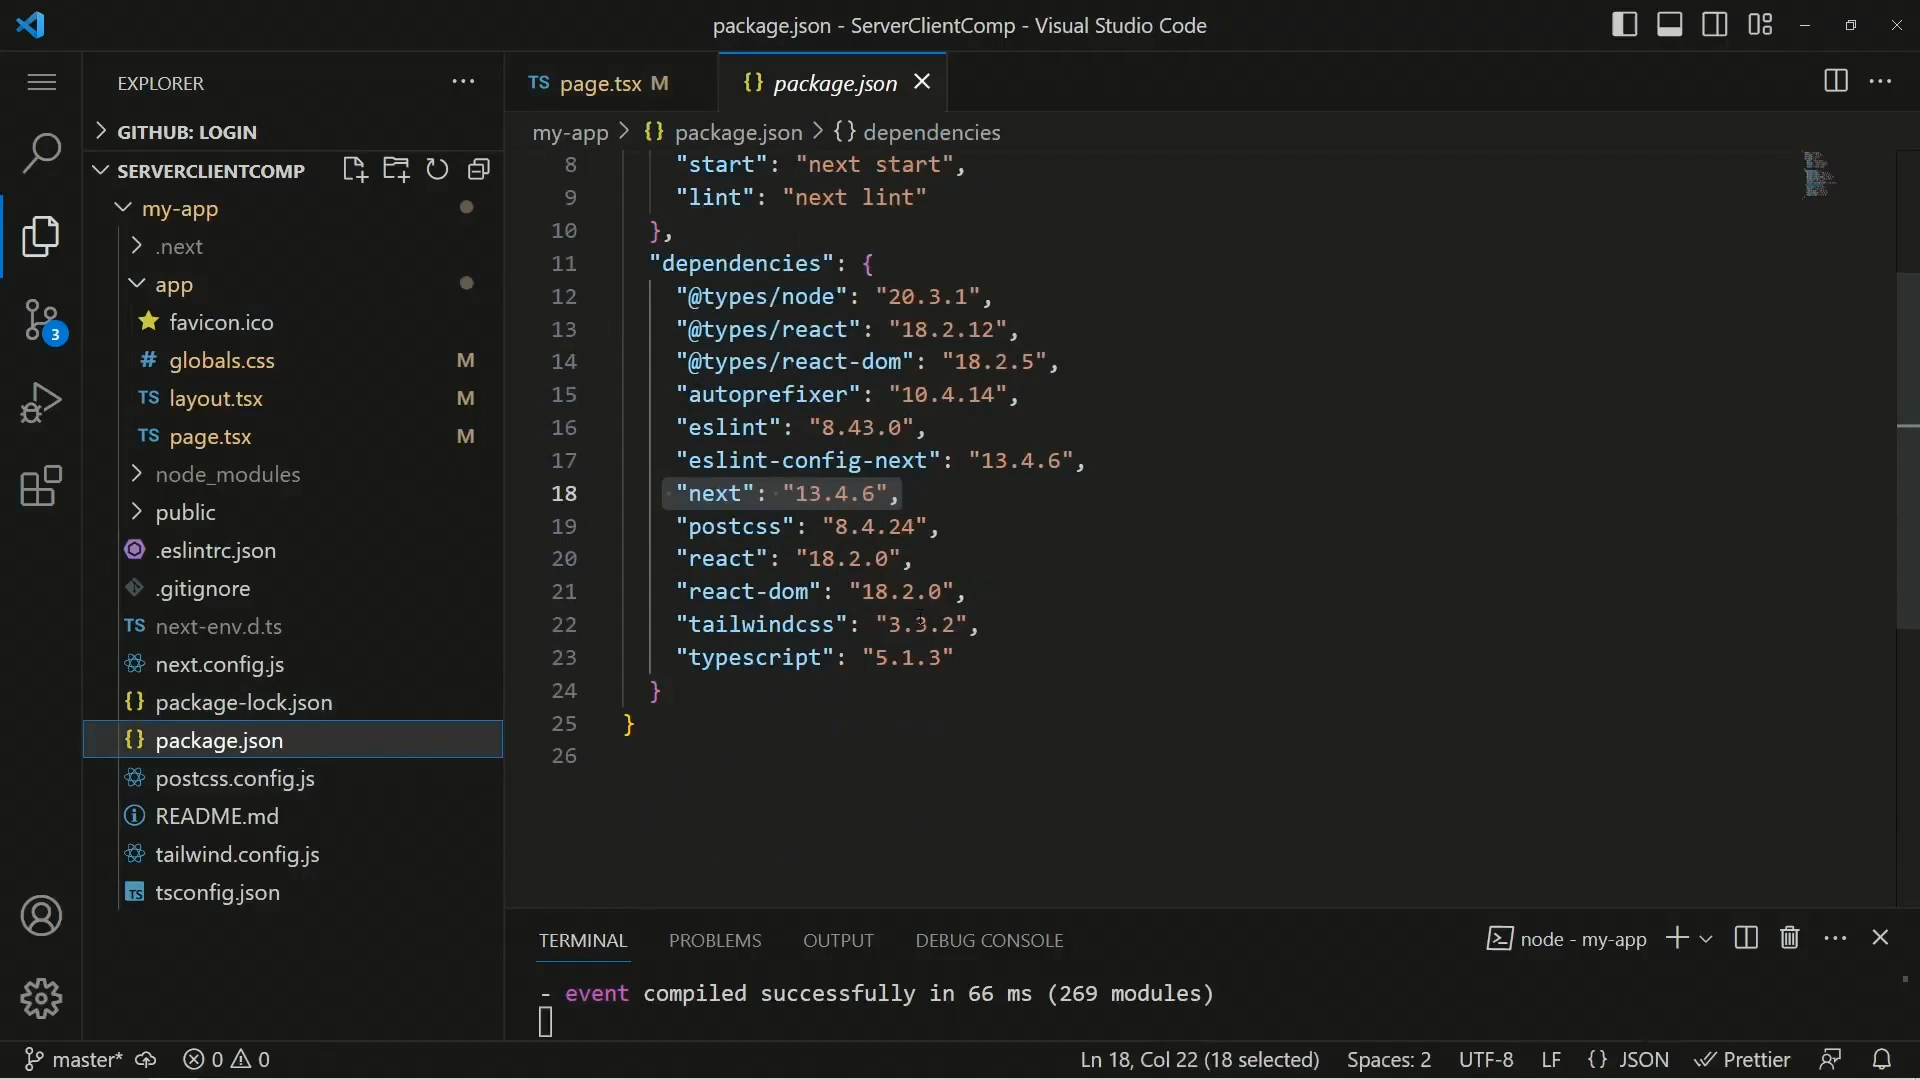 package.json - ServerClientComp - Visual Studio Code
EXPLORER
GITHUB: LOGIN
SERVERCLIENTCOMP
my-app
.next
app
favicon.ico
# globals.css M
TS layout.tsx M
TS page.tsx M
node_modules
public
.eslintrc.json
.gitignore
TS next-env.d.ts
next.config.js
{} package-lock.json
{} package.json
postcss.config.js
README.md
tailwind.config.js
TS tsconfig.json
3
TS page.tsx M
{} package.json
my-app > {} package.json > {} dependencies
8 "start": "next start",
9 "lint": "next lint"
10 },
11 "dependencies": {
12 "@types/node": "20.3.1",
13 "@types/react": "18.2.12",
14 "@types/react-dom": "18.2.5",
15 "autoprefixer": "10.4.14",
16 "eslint": "8.43.0",
17 "eslint-config-next": "13.4.6",
18 "next": "13.4.6",
19 "postcss": "8.4.24",
20 "react": "18.2.0",
21 "react-dom": "18.2.0",
22 "tailwindcss": "3.3.2",
23 "typescript": "5.1.3"
24 }
25 }
26
TERMINAL PROBLEMS OUTPUT DEBUG CONSOLE
node - my-app
- event compiled successfully in 66 ms (269 modules)
master* 0 0
Ln 18, Col 22 (18 selected) Spaces: 2 UTF-8 LF {} JSON Prettier